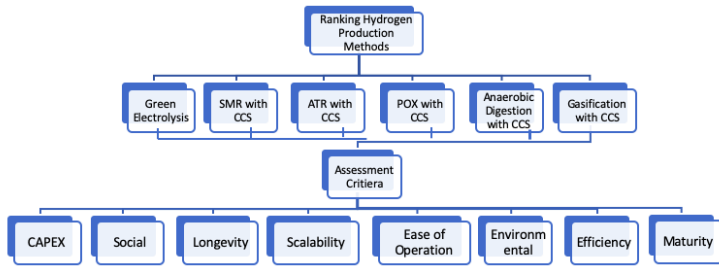 Ranking Hydrogen
Production
Methods
Green
Electrolysis
SMR with
CCS
ATR with
CCS
POX with
CCS
Anaerobic
Digestion
with CCS
Gasification
with CCS
Assessment
Critiera
CAPEX
Social
Longevity
Scalability
Ease of
Operation
Environm
ental
Efficiency
Maturity